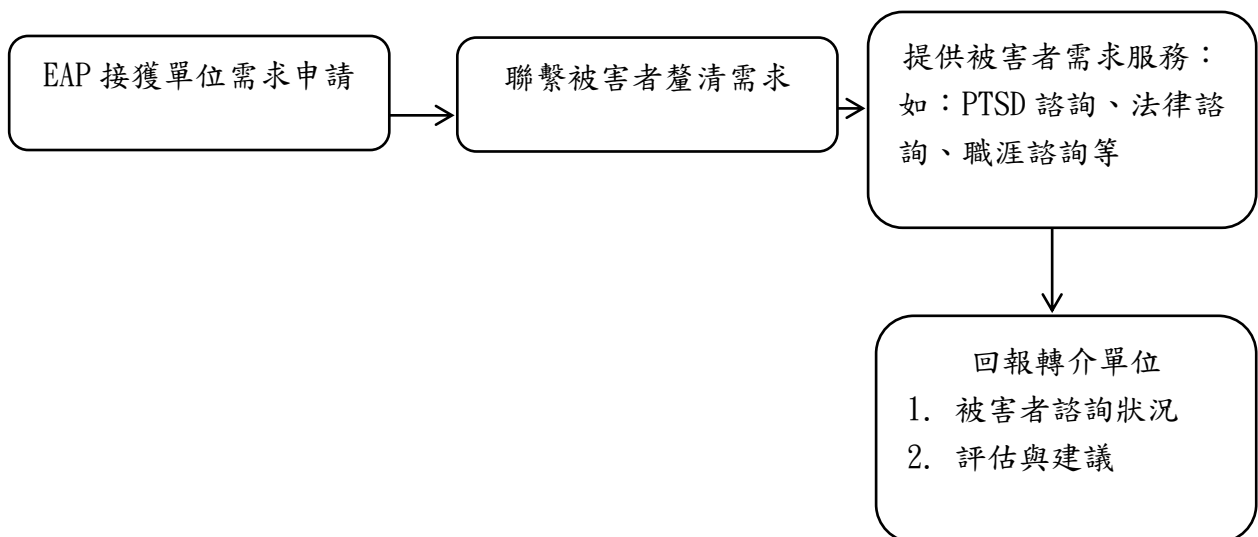 EAP 接獲單位需求申請
聯繫被害者釐清需求
提供被害者需求服務：
如：PTSD 諮詢、法律諮
詢、職涯諮詢等
回報轉介單位
1. 被害者諮詢狀況
2. 評估與建議